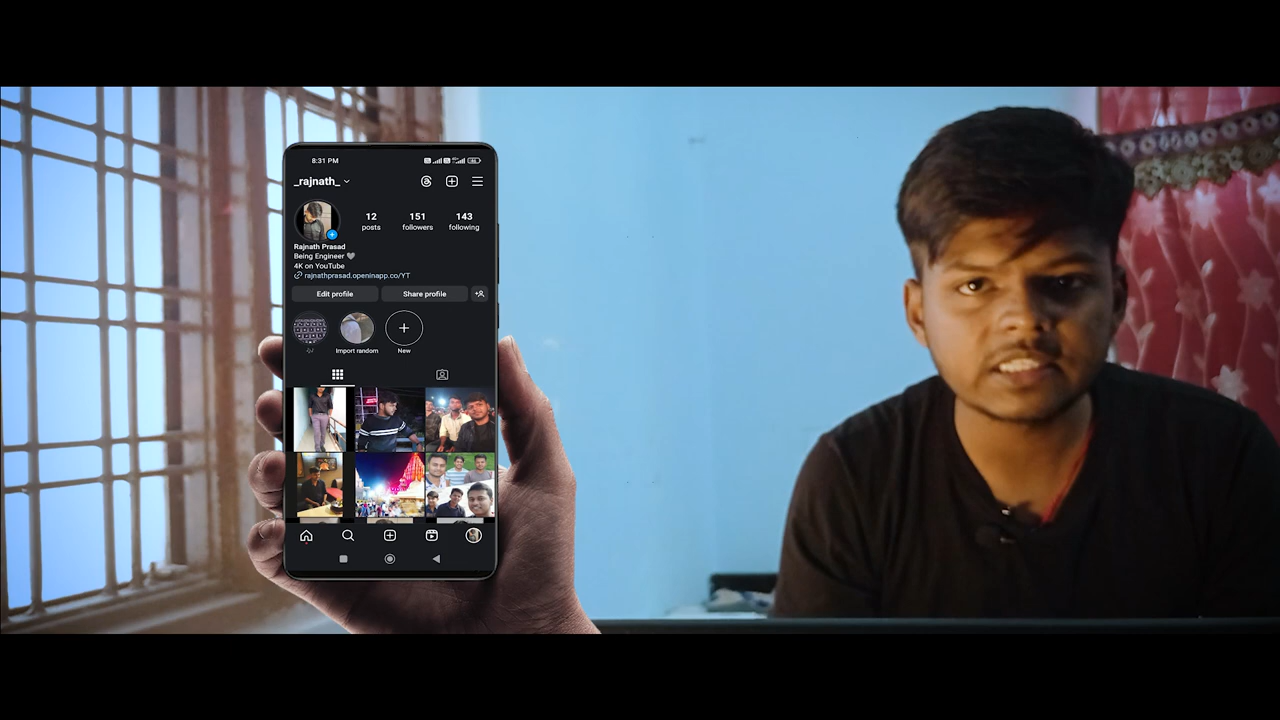 8:31 PM
_rajnath_
12 151 143
posts followers following
Rajnath Prasad
Being Engineer 🩶
4K on YouTube
rajnathprasad.openinapp.co/YT
Edit profile Share profile
Import random New